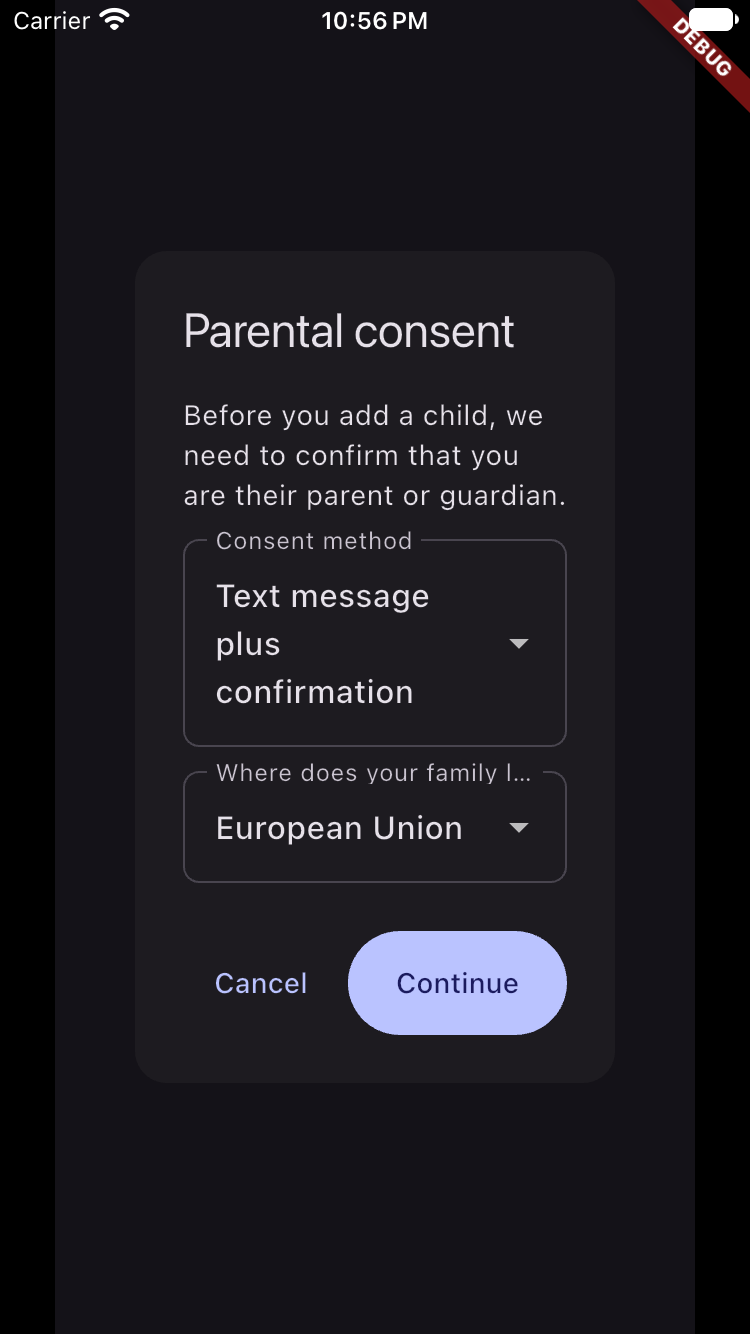 Carrier 10:56 PM
DEBUG
Parental consent
Before you add a child, we
need to confirm that you
are their parent or guardian.
Consent method
Text message
plus
confirmation
Where does your family l...
European Union
Cancel Continue